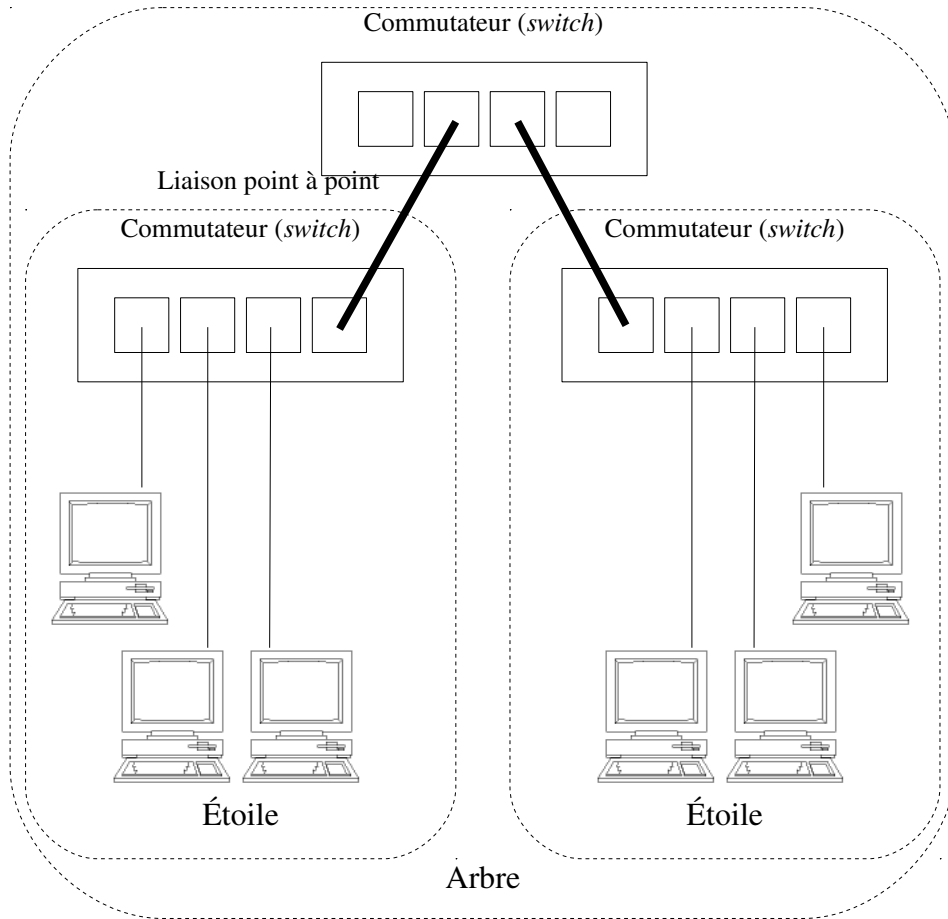 Commutateur (switch)
Liaison point à point
Commutateur (switch)
Commutateur (switch)
Étoile
Étoile
Arbre